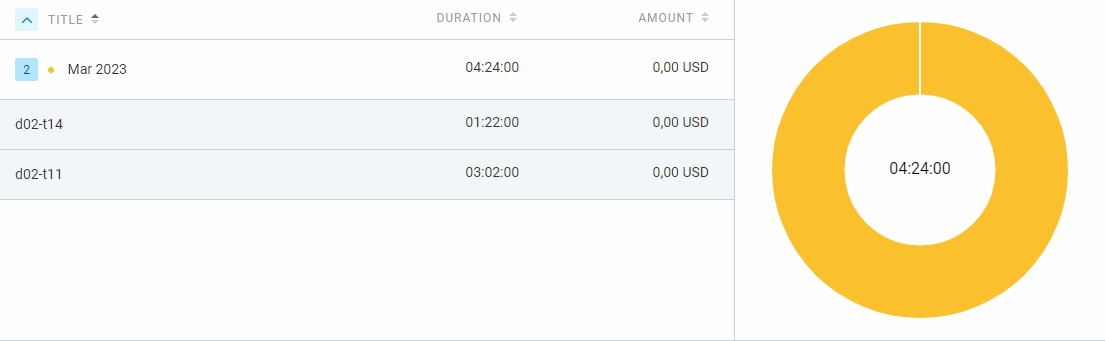 TITLE DURATION AMOUNT
2 Mar 2023 04:24:00 0,00 USD
d02-t14 01:22:00 0,00 USD
d02-t11 03:02:00 0,00 USD
04:24:00